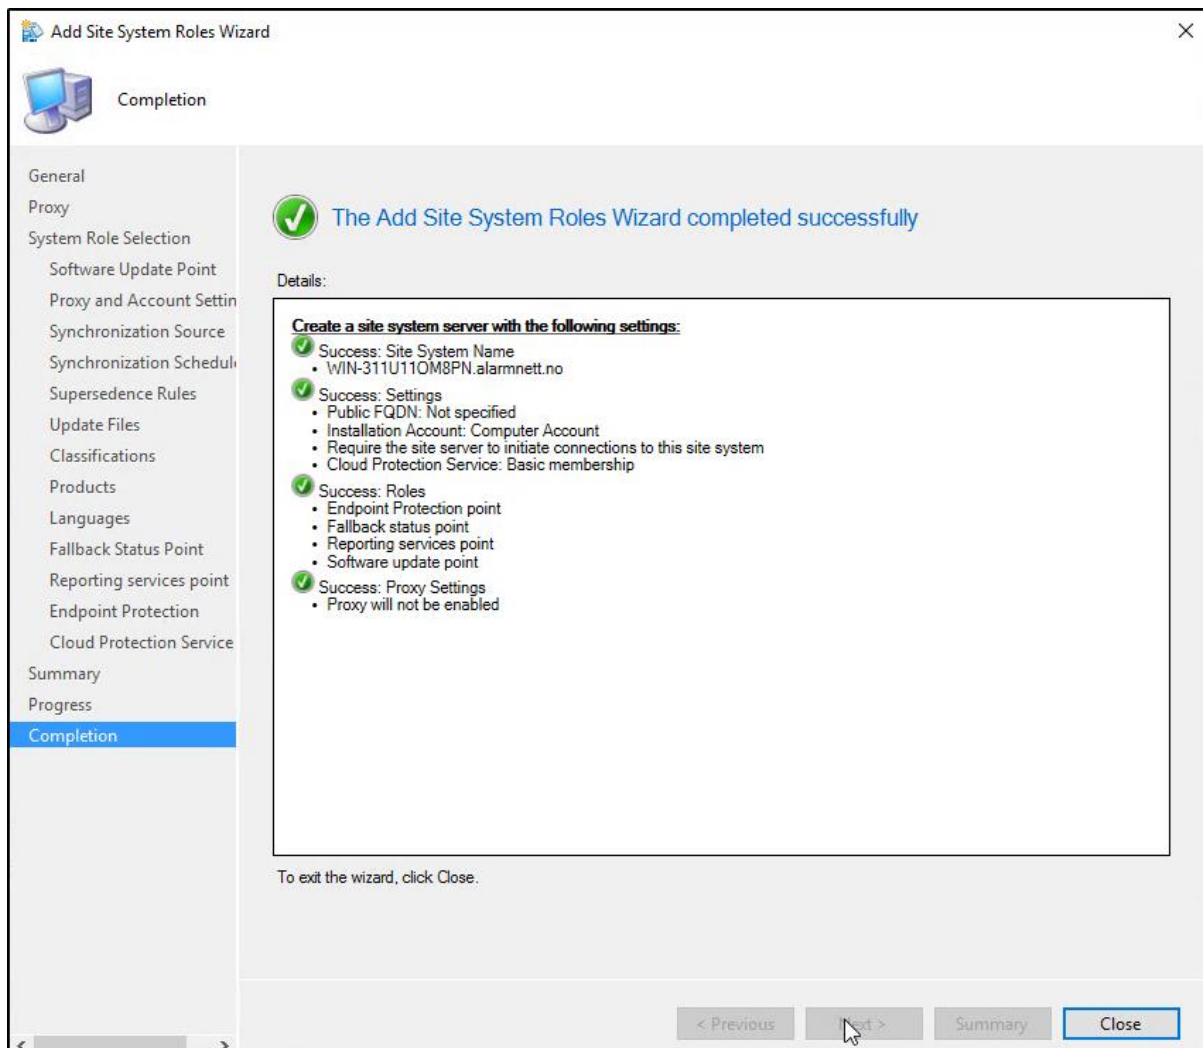 Add Site System Roles Wizard
Completion
General
Proxy
System Role Selection
Software Update Point
Proxy and Account Settin
Synchronization Source
Synchronization Schedul
Supersedence Rules
Update Files
Classifications
Products
Languages
Fallback Status Point
Reporting services point
Endpoint Protection
Cloud Protection Service
Summary
Progress
Completion
The Add Site System Roles Wizard completed successfully
Details:
Create a site system server with the following settings:
Success: Site System Name
• WIN-311U11OM8PN.alarmnett.no
Success: Settings
• Public FQDN: Not specified
• Installation Account: Computer Account
• Require the site server to initiate connections to this site system
• Cloud Protection Service: Basic membership
Success: Roles
• Endpoint Protection point
• Fallback status point
• Reporting services point
• Software update point
Success: Proxy Settings
• Proxy will not be enabled
To exit the wizard, click Close.
< Previous
Next >
Summary
Close